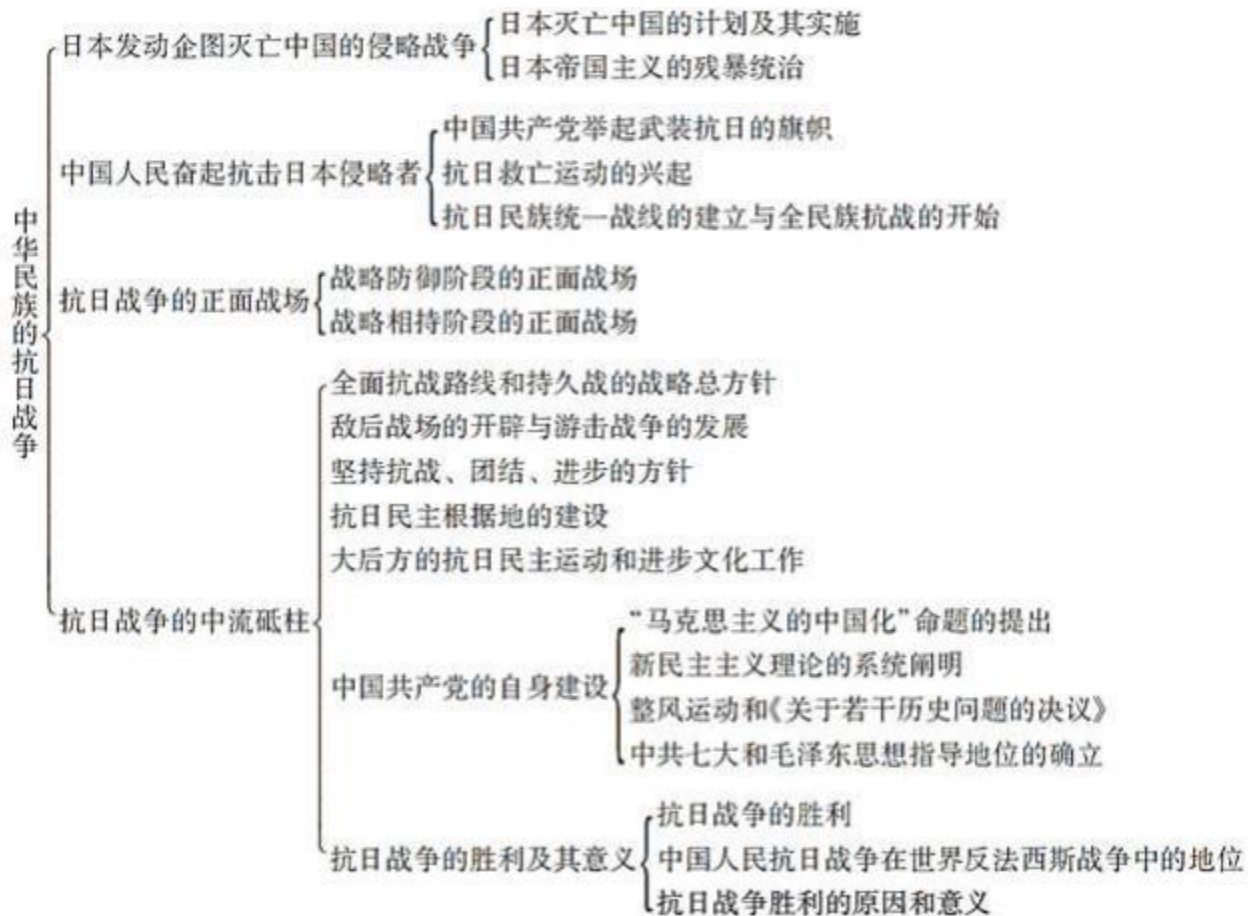 中华民族的抗日战争
日本发动企图灭亡中国的侵略战争
日本灭亡中国的计划及其实施
日本帝国主义的残暴统治
中国人民奋起抗击日本侵略者
中国共产党举起武装抗日的旗帜
抗日救亡运动的兴起
抗日民族统一战线的建立与全民族抗战的开始
抗日战争的正面战场
战略防御阶段的正面战场
战略相持阶段的正面战场
抗日战争的中流砥柱
全面抗战路线和持久战的战略总方针
敌后战场的开辟与游击战争的发展
坚持抗战、团结、进步的方针
抗日民主根据地的建设
大后方的抗日民主运动和进步文化工作
中国共产党的自身建设
“马克思主义的中国化”命题的提出
新民主主义理论的系统阐明
整风运动和《关于若干历史问题的决议》
中共七大和毛泽东思想指导地位的确立
抗日战争的胜利及其意义
抗日战争的胜利
中国人民抗日战争在世界反法西斯战争中的地位
抗日战争胜利的原因和意义